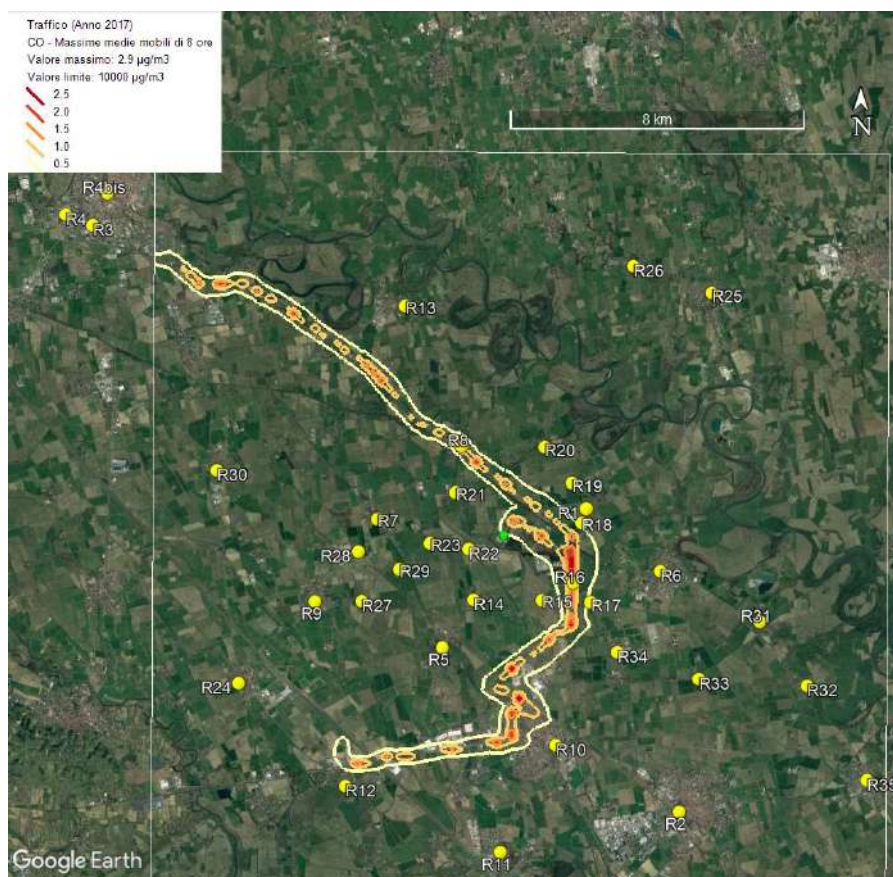 Traffico (Anno 2017)
CO - Massime medie mobili di 8 ore
Valore massimo: 2.9 µg/m3
Valore limite: 10000 µg/m3
2.5
2.0
1.5
1.0
0.5
8 km
N
R4bis
R4
R3
R26
R25
R13
R8
R20
R30
R19
R21
R1
R18
R7
R23
R22
R28
R29
R16
R6
R9
R27
R14
R15
R17
R31
R5
R34
R24
R33
R32
R10
R12
R35
R2
R11
Google Earth